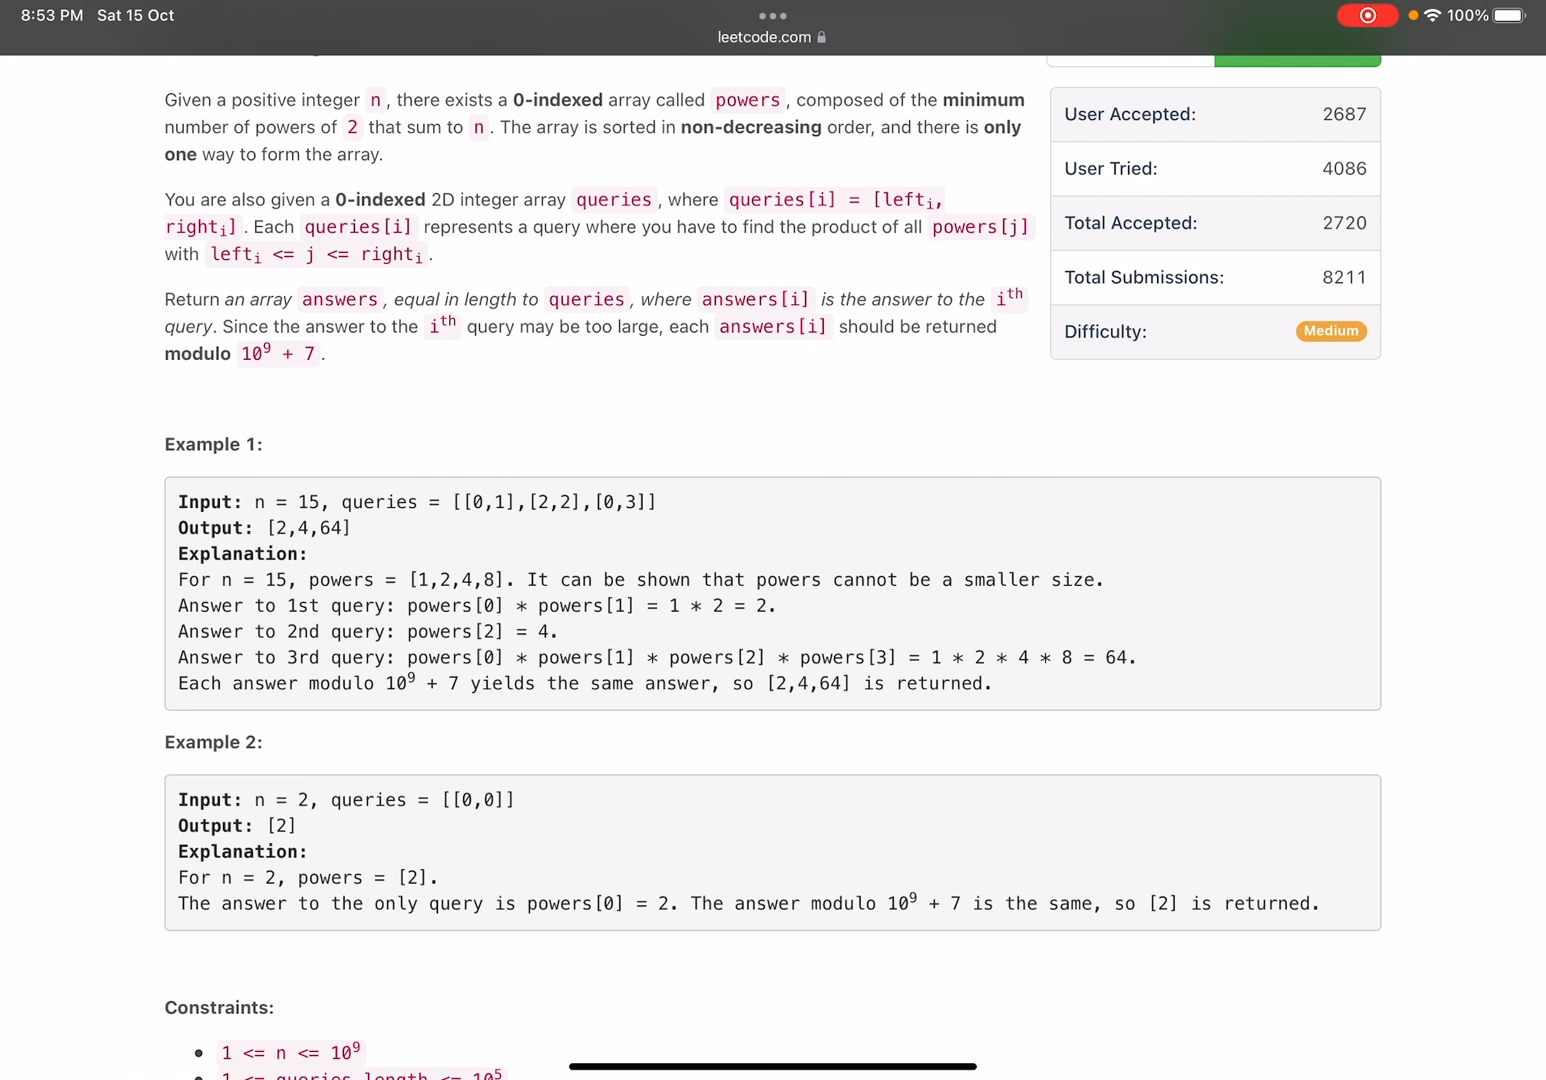 8:53 PM Sat 15 Oct
leetcode.com
100%
Given a positive integer n, there exists a 0-indexed array called powers, composed of the minimum
number of powers of 2 that sum to n. The array is sorted in non-decreasing order, and there is only
one way to form the array.
You are also given a 0-indexed 2D integer array queries, where queries[i] = [lefti,
righti]. Each queries[i] represents a query where you have to find the product of all powers[j]
with lefti <= j <= righti.
Return an array answers, equal in length to queries, where answers[i] is the answer to the ith
query. Since the answer to the ith query may be too large, each answers[i] should be returned
modulo 10^9 + 7.
User Accepted: 2687
User Tried: 4086
Total Accepted: 2720
Total Submissions: 8211
Difficulty: Medium
Example 1:
Input: n = 15, queries = [[0,1],[2,2],[0,3]]
Output: [2,4,64]
Explanation:
For n = 15, powers = [1,2,4,8]. It can be shown that powers cannot be a smaller size.
Answer to 1st query: powers[0] * powers[1] = 1 * 2 = 2.
Answer to 2nd query: powers[2] = 4.
Answer to 3rd query: powers[0] * powers[1] * powers[2] * powers[3] = 1 * 2 * 4 * 8 = 64.
Each answer modulo 10^9 + 7 yields the same answer, so [2,4,64] is returned.
Example 2:
Input: n = 2, queries = [[0,0]]
Output: [2]
Explanation:
For n = 2, powers = [2].
The answer to the only query is powers[0] = 2. The answer modulo 10^9 + 7 is the same, so [2] is returned.
Constraints:
1 <= n <= 10^9
1 <= queries.length <= 10^5